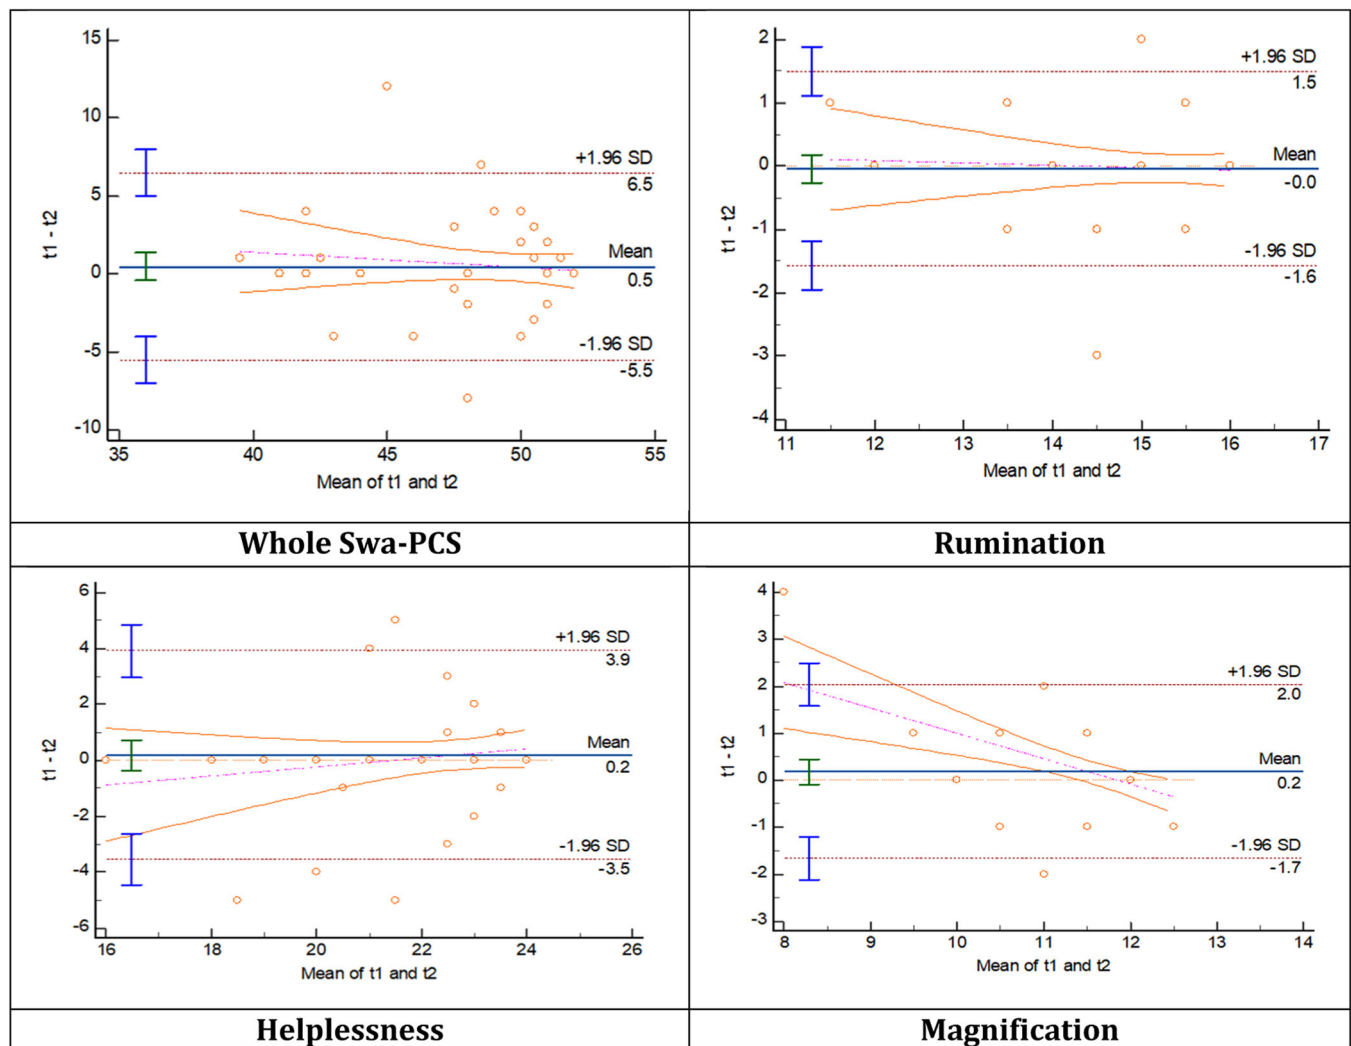 15
10
5
0
-5
-10
t1 - t2
+1.96 SD
6.5
Mean
0.5
-1.96 SD
-5.5
35 40 45 50 55
Mean of t1 and t2
Whole Swa-PCS
2
1
0
-1
-2
-3
-4
t1 - t2
+1.96 SD
1.5
Mean
-0.0
-1.96 SD
-1.6
11 12 13 14 15 16 17
Mean of t1 and t2
Rumination
6
4
2
0
-2
-4
-6
t1 - t2
+1.96 SD
3.9
Mean
0.2
-1.96 SD
-3.5
16 18 20 22 24 26
Mean of t1 and t2
Helplessness
4
3
2
1
0
-1
-2
-3
t1 - t2
+1.96 SD
2.0
Mean
0.2
-1.96 SD
-1.7
8 9 10 11 12 13 14
Mean of t1 and t2
Magnification